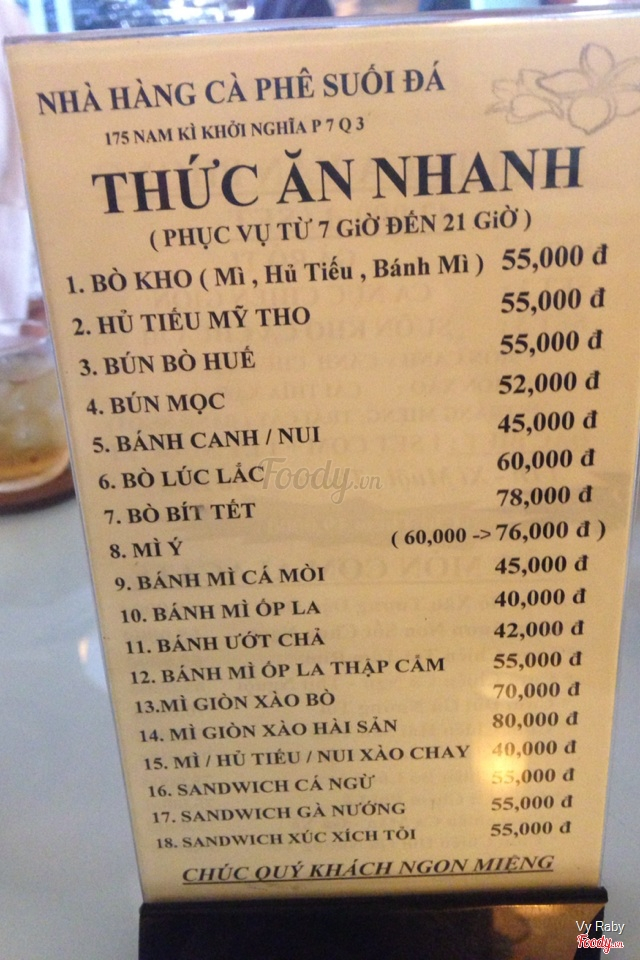 NHÀ HÀNG CÀ PHÊ SUỐI ĐÁ
175 NAM KÌ KHỞI NGHĨA P 7 Q 3
THỨC ĂN NHANH
( PHỤC VỤ TỪ 7 GiỜ ĐẾN 21 GiỜ )
1. BÒ KHO ( Mì , Hủ Tiếu , Bánh Mì ) 55,000 đ
2. HỦ TIẾU MỸ THO 55,000 đ
3. BÚN BÒ HUẾ 55,000 đ
4. BÚN MỌC 52,000 đ
5. BÁNH CANH / NUI 45,000 đ
6. BÒ LÚC LẮC 60,000 đ
7. BÒ BÍT TẾT 78,000 đ
8. MÌ Ý ( 60,000 -> 76,000 đ )
9. BÁNH MÌ CÁ MÒI 45,000 đ
10. BÁNH MÌ ỐP LA 40,000 đ
11. BÁNH ƯỚT CHẢ 42,000 đ
12. BÁNH MÌ ỐP LA THẬP CẨM 55,000 đ
13.MÌ GIÒN XÀO BÒ 70,000 đ
14. MÌ GIÒN XÀO HẢI SẢN 80,000 đ
15. MÌ / HỦ TIẾU / NUI XÀO CHAY 40,000 đ
16. SANDWICH CÁ NGỪ 55,000 đ
17. SANDWICH GÀ NƯỚNG 55,000 đ
18. SANDWICH XÚC XÍCH TỎI 55,000 đ
CHÚC QUÝ KHÁCH NGON MIỆNG
Foody.vn
Vy Raby
Foody.vn